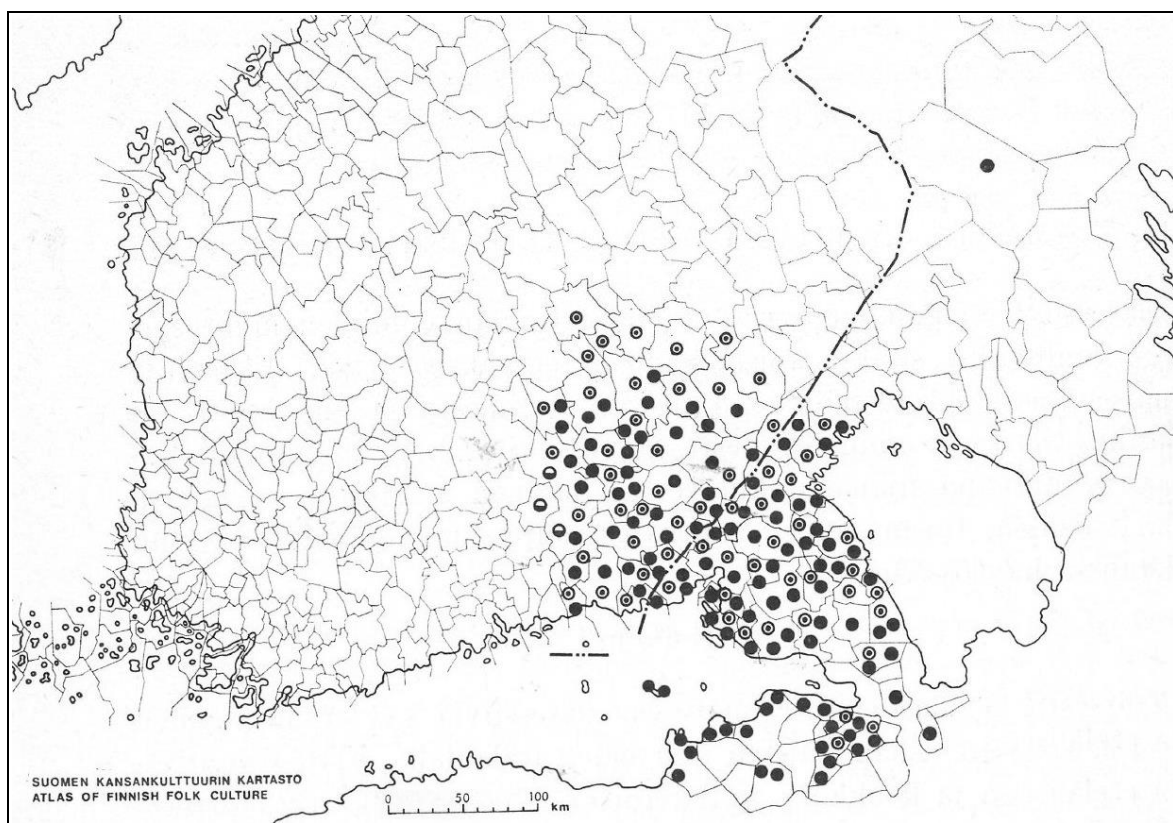 SUOMEN KANSANKULTTUURIN KARTASTO
ATLAS OF FINNISH FOLK CULTURE
0 50 100
km